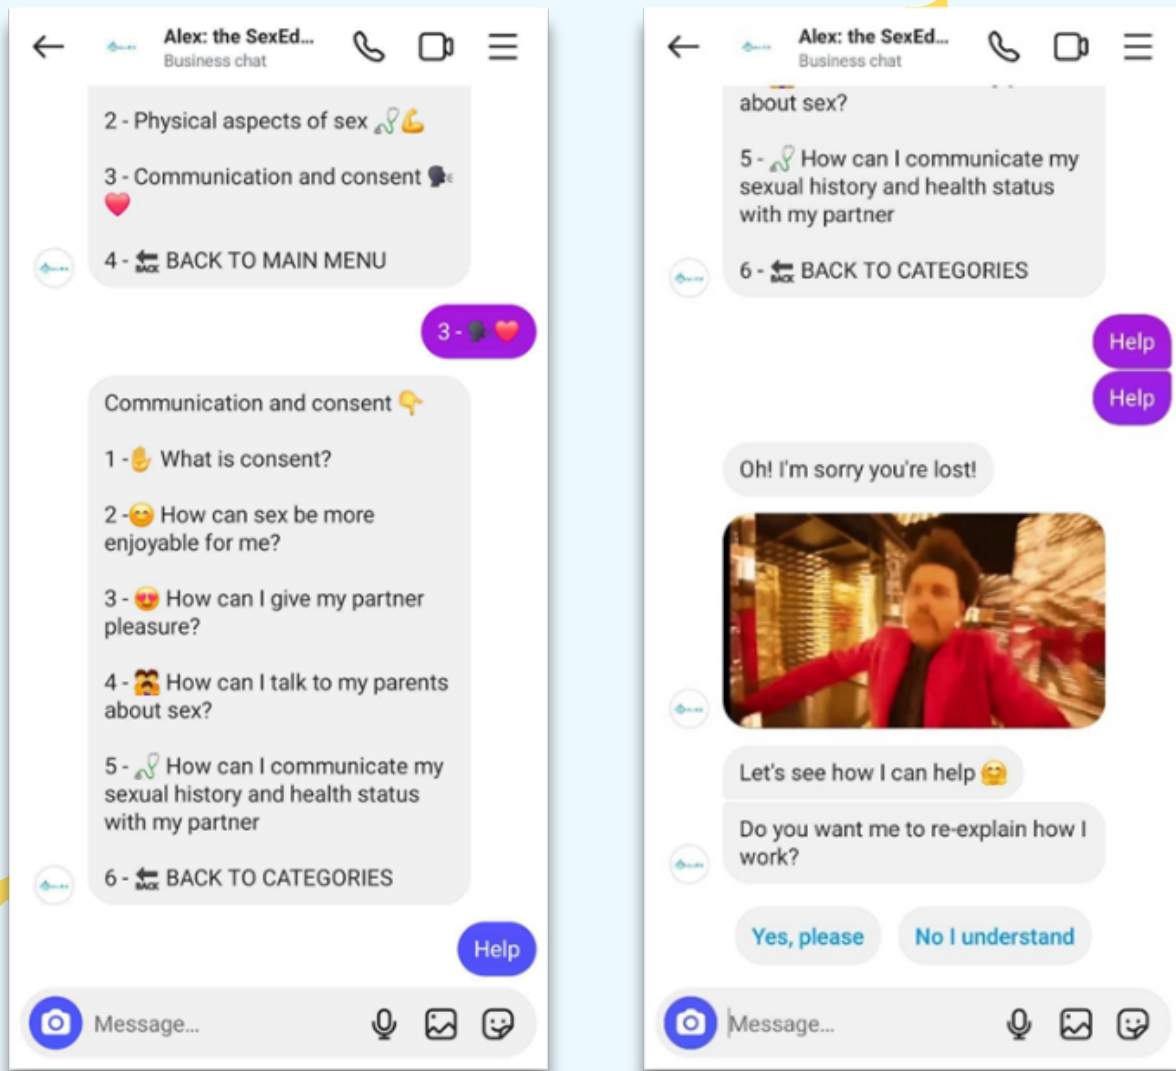 Alex: the SexEd...
Business chat
2 - Physical aspects of sex 🩺💪
3 - Communication and consent 🗣️
❤️
4 - 🔙 BACK TO MAIN MENU
3 - 🗣️ ❤️
Communication and consent 👇
1 -✋ What is consent?
2 -😊 How can sex be more
enjoyable for me?
3 - 😍 How can I give my partner
pleasure?
4 - 👪 How can I talk to my parents
about sex?
5 - 🩺 How can I communicate my
sexual history and health status
with my partner
6 - 🔙 BACK TO CATEGORIES
Help
Message...
Alex: the SexEd...
Business chat
about sex?
5 - 🩺 How can I communicate my
sexual history and health status
with my partner
6 - 🔙 BACK TO CATEGORIES
Help
Help
Oh! I'm sorry you're lost!
Let's see how I can help 🤗
Do you want me to re-explain how I
work?
Yes, please
No I understand
Message...